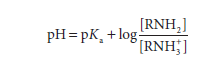 pH = pKₐ + log [RNH₂] / [RNH₃⁺]